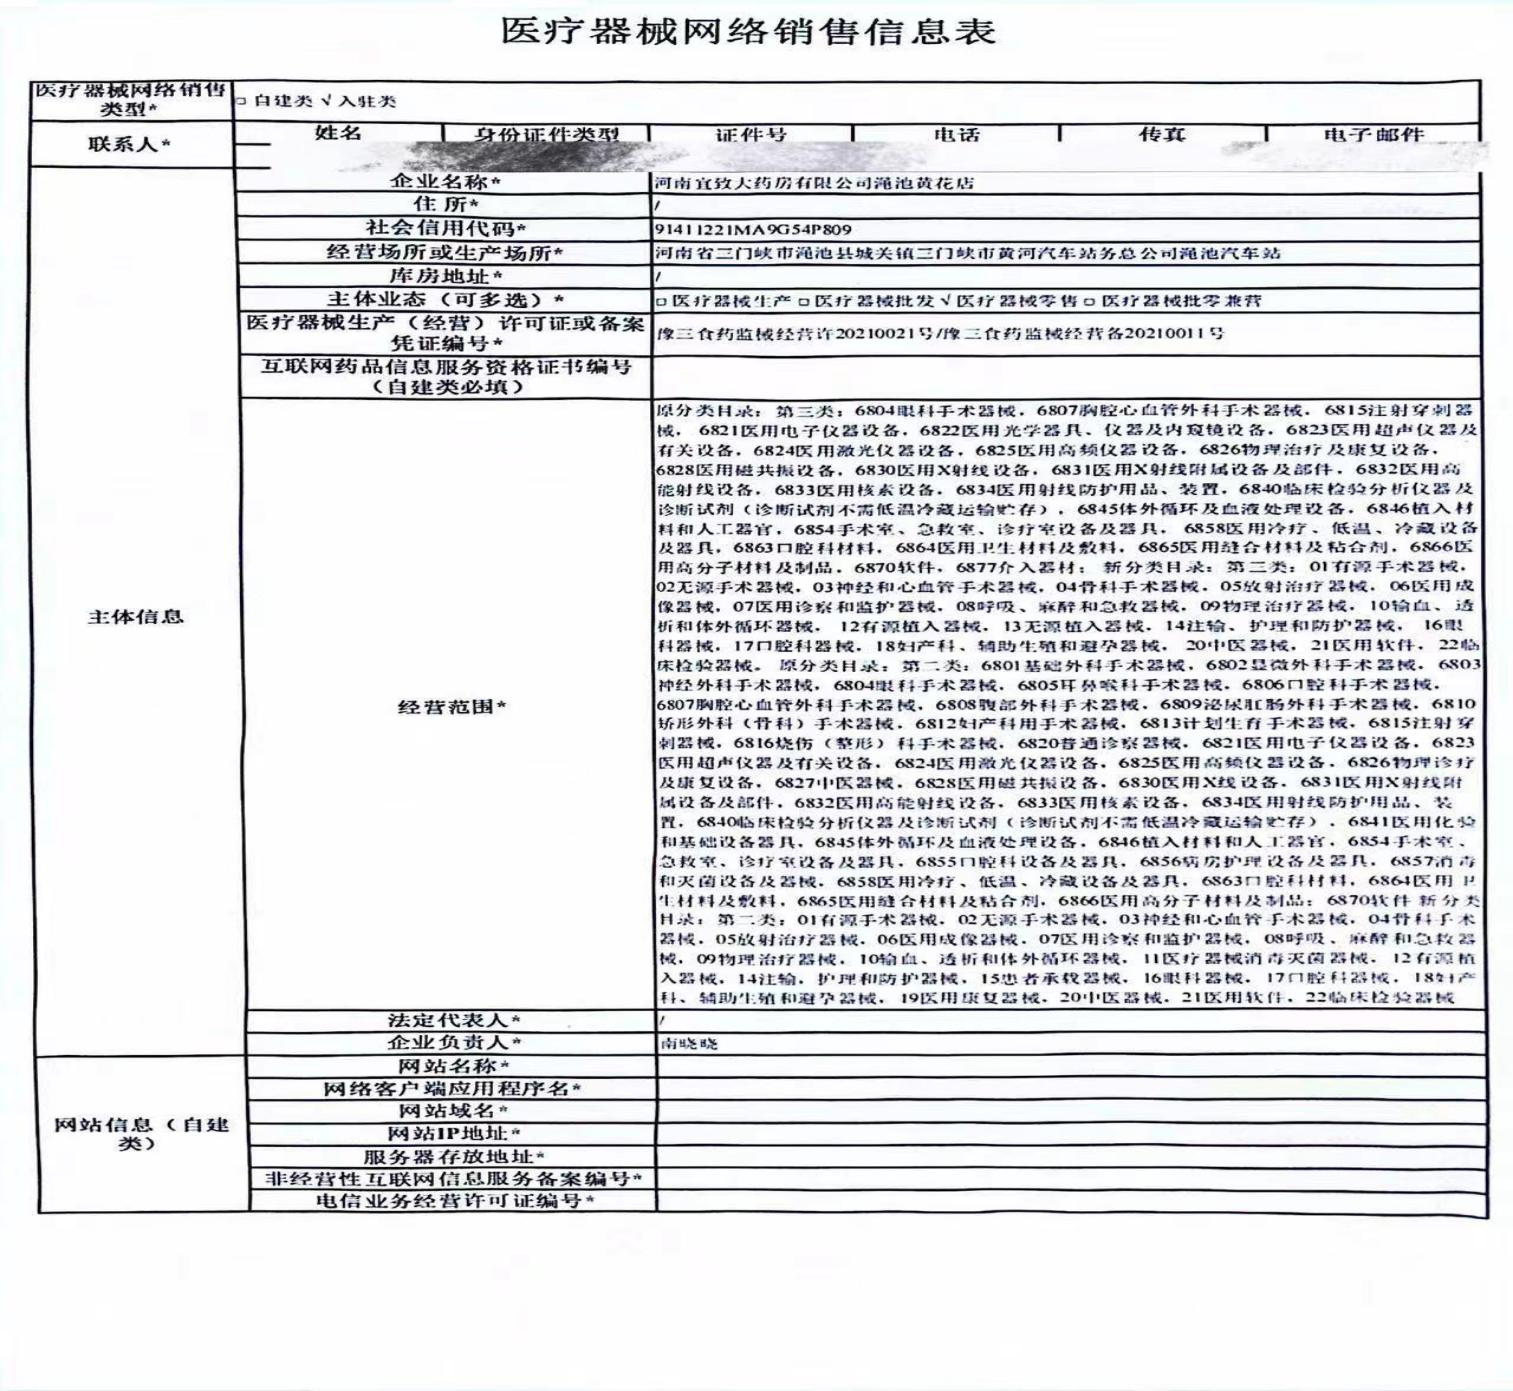 医疗器械网络销售信息表
医疗器械网络销售
类型*
□ 自建类 √ 入驻类
联系人*
姓名
身份证件类型
证件号
电话
传真
电子邮件
主体信息
企业名称*
河南宜致大药房有限公司渑池黄花店
住 所*
/
社会信用代码*
91411221MA9G54P809
经营场所或生产场所*
河南省三门峡市渑池县城关镇三门峡市黄河汽车站务总公司渑池汽车站
库房地址*
/
主体业态（可多选）*
□ 医疗器械生产 □ 医疗器械批发 √ 医疗器械零售 □ 医疗器械批零兼营
医疗器械生产（经营）许可证或备案
凭证编号*
豫三食药监械经营许20210021号/豫三食药监械经营备20210011号
互联网药品信息服务资格证书编号
（自建类必填）
经营范围*
原分类目录：第三类：6804眼科手术器械，6807胸腔心血管外科手术器械，6815注射穿刺器
械，6821医用电子仪器设备，6822医用光学器具、仪器及内窥镜设备，6823医用超声仪器及
有关设备，6824医用激光仪器设备，6825医用高频仪器设备，6826物理治疗及康复设备，
6828医用磁共振设备，6830医用X射线设备，6831医用X射线附属设备及部件，6832医用高
能射线设备，6833医用核素设备，6834医用射线防护用品、装置，6840临床检验分析仪器及
诊断试剂（诊断试剂不需低温冷藏运输贮存），6845体外循环及血液处理设备，6846植入材
料和人工器官，6854手术室、急救室、诊疗室设备及器具，6858医用冷疗、低温、冷藏设备
及器具，6863口腔科材料，6864医用卫生材料及敷料，6865医用缝合材料及粘合剂，6866医
用高分子材料及制品，6870软件，6877介入器材；新分类目录：第三类：01有源手术器械，
02无源手术器械，03神经和心血管手术器械，04骨科手术器械，05放射治疗器械，06医用成
像器械，07医用诊察和监护器械，08呼吸、麻醉和急救器械，09物理治疗器械，10输血、透
析和体外循环器械，12有源植入器械，13无源植入器械，14注输、护理和防护器械，16眼
科器械，17口腔科器械，18妇产科、辅助生殖和避孕器械，20中医器械，21医用软件，22临
床检验器械。原分类目录：第二类：6801基础外科手术器械，6802显微外科手术器械，6803
神经外科手术器械，6804眼科手术器械，6805耳鼻喉科手术器械，6806口腔科手术器械，
6807胸腔心血管外科手术器械，6808腹部外科手术器械，6809泌尿肛肠外科手术器械，6810
矫形外科（骨科）手术器械，6812妇产科用手术器械，6813计划生育手术器械，6815注射穿
刺器械，6816烧伤（整形）科手术器械，6820普通诊察器械，6821医用电子仪器设备，6823
医用超声仪器及有关设备，6824医用激光仪器设备，6825医用高频仪器设备，6826物理诊疗
及康复设备，6827中医器械，6828医用磁共振设备，6830医用X线设备，6831医用X射线附
属设备及部件，6832医用高能射线设备，6833医用核素设备，6834医用射线防护用品、装
置，6840临床检验分析仪器及诊断试剂（诊断试剂不需低温冷藏运输贮存），6841医用化验
和基础设备器具，6845体外循环及血液处理设备，6846植入材料和人工器官，6854手术室、
急救室、诊疗室设备及器具，6855口腔科设备及器具，6856病房护理设备及器具，6857消毒
和灭菌设备及器械，6858医用冷疗、低温、冷藏设备及器具，6863口腔科材料，6864医用卫
生材料及敷料，6865医用缝合材料及粘合剂，6866医用高分子材料及制品；6870软件 新分类
目录：第二类：01有源手术器械，02无源手术器械，03神经和心血管手术器械，04骨科手术
器械，05放射治疗器械，06医用成像器械，07医用诊察和监护器械，08呼吸、麻醉和急救器
械，09物理治疗器械，10输血、透析和体外循环器械，11医疗器械消毒灭菌器械，12有源植
入器械，14注输，护理和防护器械，15患者承载器械，16眼科器械，17口腔科器械，18妇产
科、辅助生殖和避孕器械，19医用康复器械，20中医器械，21医用软件，22临床检验器械
法定代表人*
/
企业负责人*
南晓晓
网站信息（自建
类）
网站名称*
网络客户端应用程序名*
网站域名*
网站IP地址*
服务器存放地址*
非经营性互联网信息服务备案编号*
电信业务经营许可证编号*